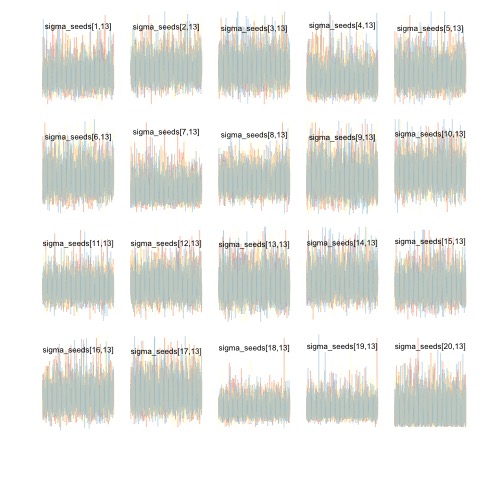 sigma_seeds[1,13]
sigma_seeds[2,13]
sigma_seeds[3,13]
sigma_seeds[4,13]
sigma_seeds[5,13]
sigma_seeds[6,13]
sigma_seeds[7,13]
sigma_seeds[8,13]
sigma_seeds[9,13]
sigma_seeds[10,13]
sigma_seeds[11,13]
sigma_seeds[12,13]
sigma_seeds[13,13]
sigma_seeds[14,13]
sigma_seeds[15,13]
sigma_seeds[16,13]
sigma_seeds[17,13]
sigma_seeds[18,13]
sigma_seeds[19,13]
sigma_seeds[20,13]